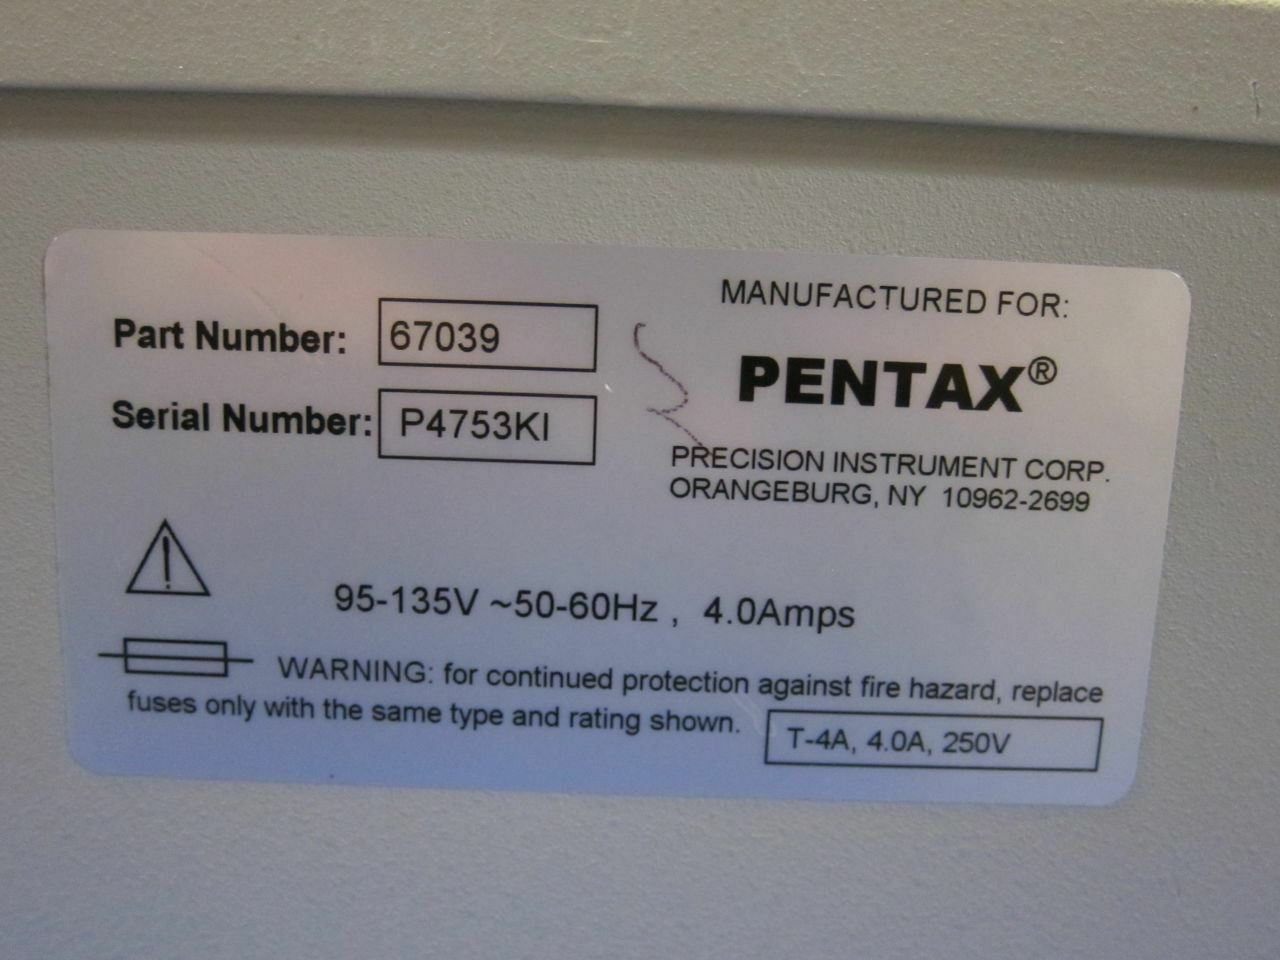 Part Number: 67039
Serial Number: P4753KI
MANUFACTURED FOR:
PENTAX®
PRECISION INSTRUMENT CORP.
ORANGEBURG, NY 10962-2699
95-135V ~50-60Hz , 4.0Amps
WARNING: for continued protection against fire hazard, replace
fuses only with the same type and rating shown.
T-4A, 4.0A, 250V